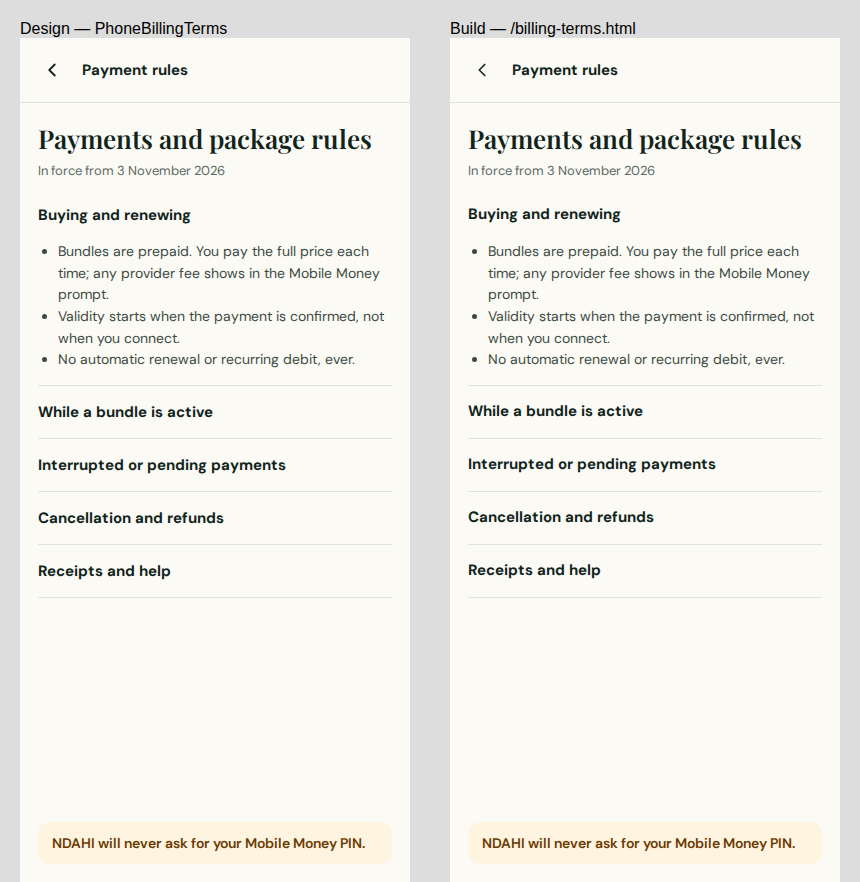 Design — PhoneBillingTerms
Payment rules
Payments and package rules
In force from 3 November 2026
Buying and renewing
• Bundles are prepaid. You pay the full price each
time; any provider fee shows in the Mobile Money
prompt.
• Validity starts when the payment is confirmed, not
when you connect.
• No automatic renewal or recurring debit, ever.
While a bundle is active
Interrupted or pending payments
Cancellation and refunds
Receipts and help
NDAHI will never ask for your Mobile Money PIN.
Build — /billing-terms.html
Payment rules
Payments and package rules
In force from 3 November 2026
Buying and renewing
• Bundles are prepaid. You pay the full price each
time; any provider fee shows in the Mobile Money
prompt.
• Validity starts when the payment is confirmed, not
when you connect.
• No automatic renewal or recurring debit, ever.
While a bundle is active
Interrupted or pending payments
Cancellation and refunds
Receipts and help
NDAHI will never ask for your Mobile Money PIN.